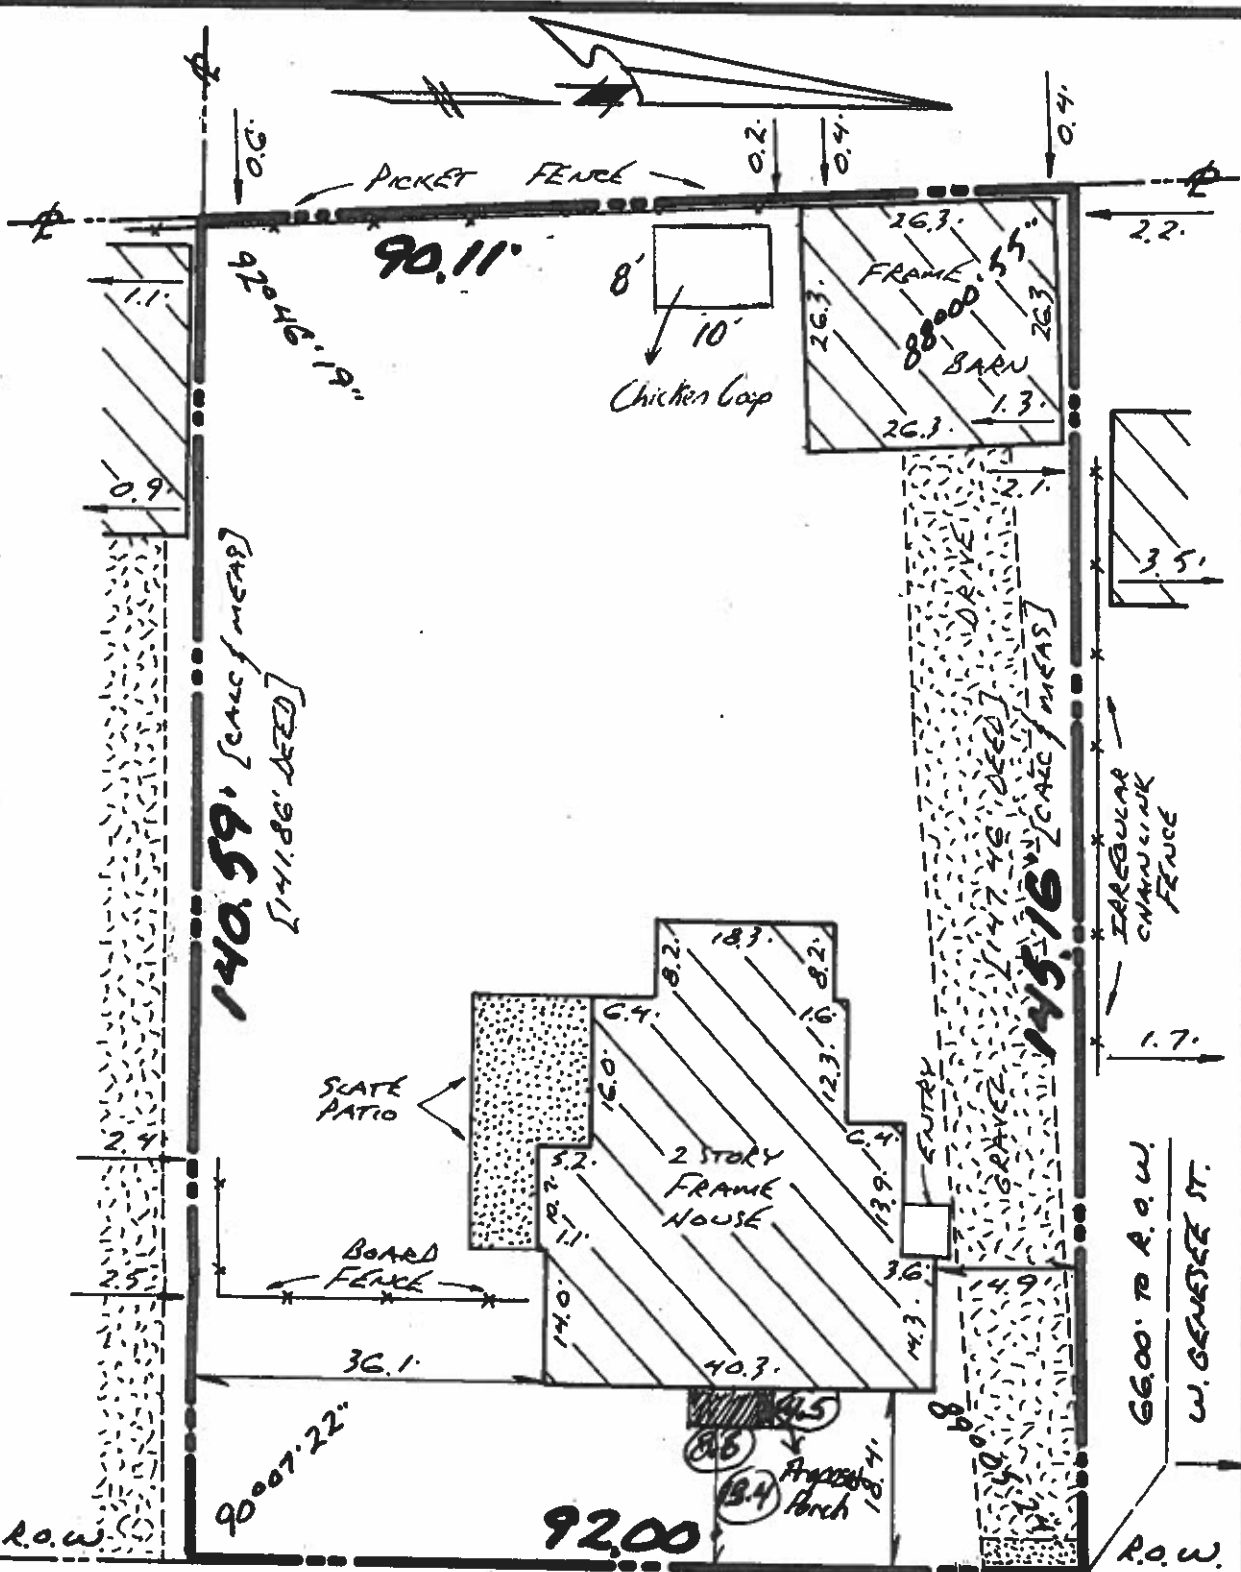 0.6'
0.2'
0.4'
0.4'
PICKET FENCE
2.2'
90.11'
8'
10'
Chicken Coop
26.3'
FRAME
BARN
26.3'
26.3
26.3'
88°00'44"
1.3'
1.1'
92°46'19"
0.9'
2.1'
3.5'
140.59' [CALC & MEAS]
[141.86' DEED]
GRAVEL DRIVE
[147.46' DEED]
145.16' [CALC & MEAS]
IRREGULAR
CHAINLINK
FENCE
1.7'
18.3'
8.2'
8.2'
6.4'
1.6'
16.0'
12.3'
SLATE
PATIO
2 STORY
FRAME
HOUSE
6.4'
5.2'
1.1'
13.9'
ENTRY
2.4'
BOARD
FENCE
2.5
3.6'
14.9
14.0'
14.3'
36.1'
40.3'
18.4'
Porch
90°07'22"
92.00
R.O.W.
R.O.W.
66.00' TO R.O.W.
W. GENESEE ST.